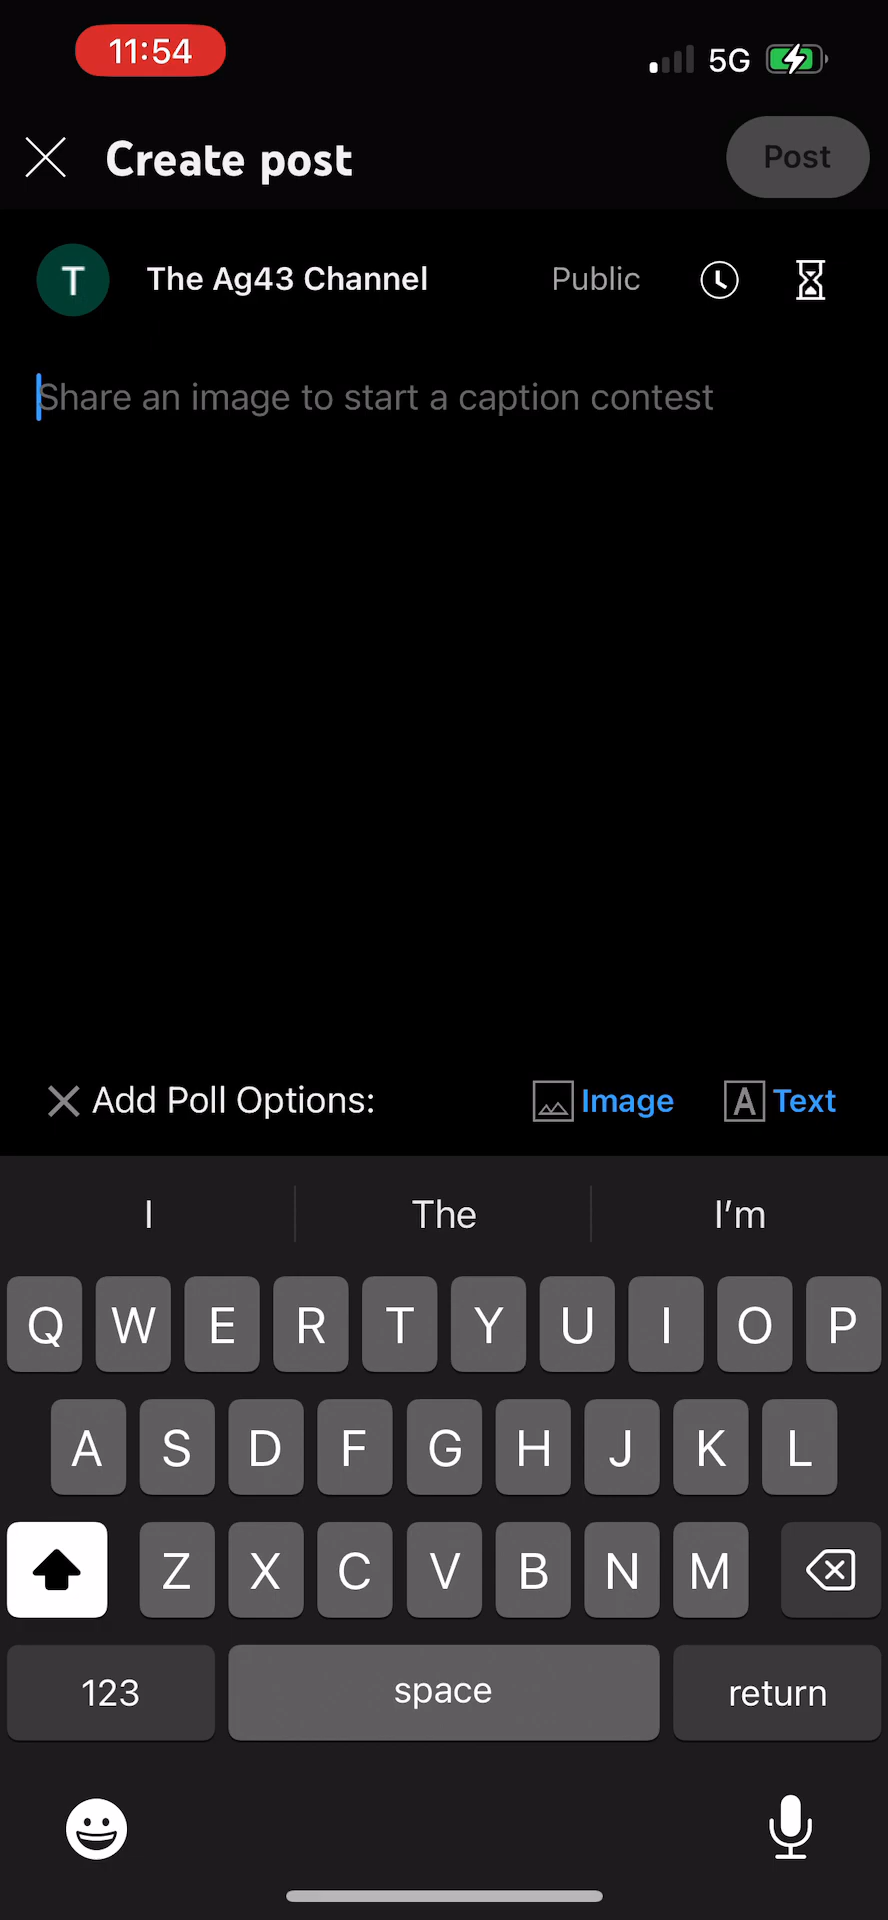 11:54 5G
Create post Post
T The Ag43 Channel Public
Share an image to start a caption contest
Add Poll Options: Image A Text
I The I'm
Q W E R T Y U I O P
A S D F G H J K L
Z X C V B N M
123 space return